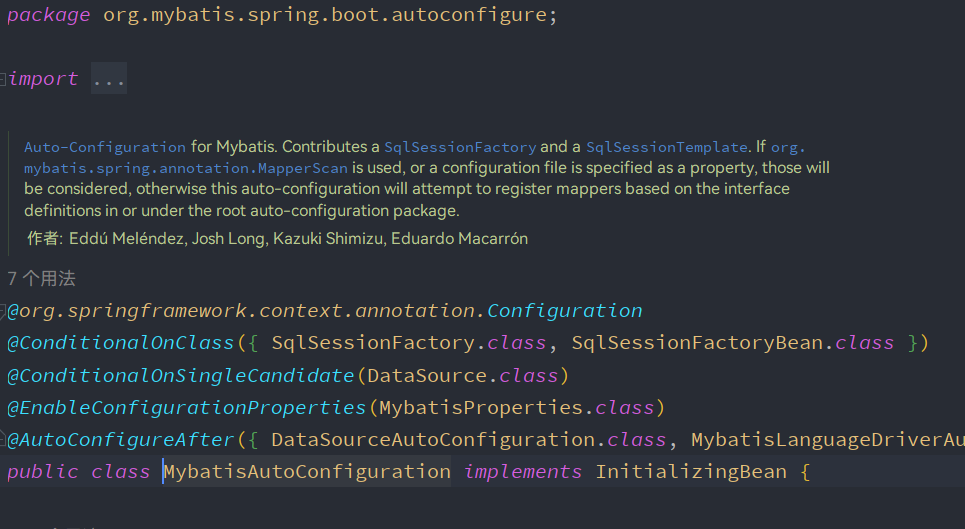 package org.mybatis.spring.boot.autoconfigure;
import ...
Auto-Configuration for Mybatis. Contributes a SqlSessionFactory and a SqlSessionTemplate. If org.
mybatis.spring.annotation.MapperScan is used, or a configuration file is specified as a property, those will
be considered, otherwise this auto-configuration will attempt to register mappers based on the interface
definitions in or under the root auto-configuration package.
作者: Eddú Meléndez, Josh Long, Kazuki Shimizu, Eduardo Macarrón
7 个用法
@org.springframework.context.annotation.Configuration
@ConditionalOnClass({ SqlSessionFactory.class, SqlSessionFactoryBean.class })
@ConditionalOnSingleCandidate(DataSource.class)
@EnableConfigurationProperties(MybatisProperties.class)
@AutoConfigureAfter({ DataSourceAutoConfiguration.class, MybatisLanguageDriverAu
public class MybatisAutoConfiguration implements InitializingBean {